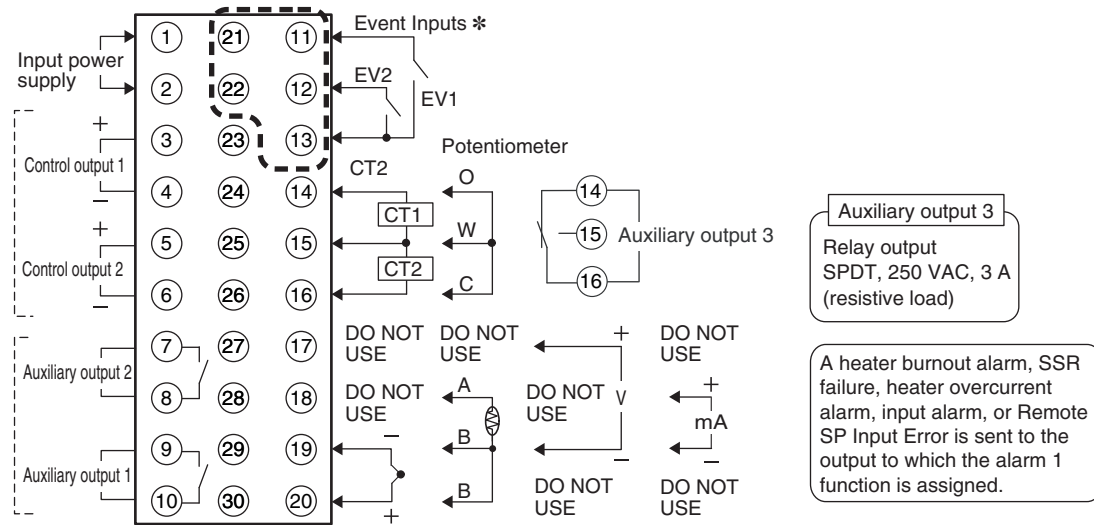 Event Inputs *
Input power
supply
EV2
EV1
1 21 11
2 22 12
3 23 13
4 24 14
5 25 15
6 26 16
7 27 17
8 28 18
9 29 19
10 30 20
+
Control output 1
−
+
Control output 2
−
Auxiliary output 2
Auxiliary output 1
CT2
CT1
CT2
Potentiometer
O
W
C
14
15
16
Auxiliary output 3
DO NOT
USE
DO NOT
USE
−
+
DO NOT
USE
A
B
B
+
DO NOT
USE
V
−
DO NOT
USE
DO NOT
USE
+
mA
−
DO NOT
USE
Auxiliary output 3
Relay output
SPDT, 250 VAC, 3 A
(resistive load)
A heater burnout alarm, SSR
failure, heater overcurrent
alarm, input alarm, or Remote
SP Input Error is sent to the
output to which the alarm 1
function is assigned.